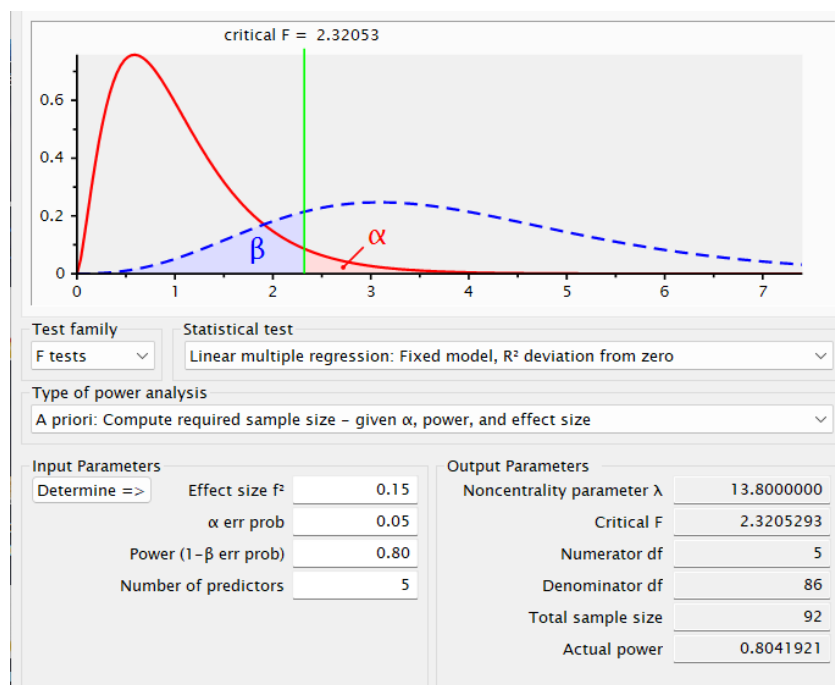 critical F = 2.32053
0.6
0.4
0.2
0
β
α
0 1 2 3 4 5 6 7
Test family Statistical test
F tests Linear multiple regression: Fixed model, R² deviation from zero
Type of power analysis
A priori: Compute required sample size – given α, power, and effect size
Input Parameters Output Parameters
Determine => Effect size f² 0.15 Noncentrality parameter λ 13.8000000
α err prob 0.05 Critical F 2.3205293
Power (1-β err prob) 0.80 Numerator df 5
Number of predictors 5 Denominator df 86
Total sample size 92
Actual power 0.8041921